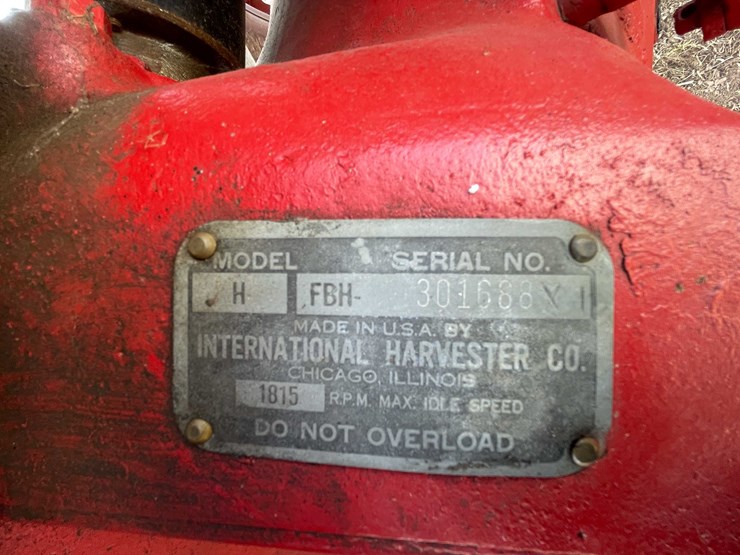 MODEL SERIAL NO.
H FBH- 301688 X 1
MADE IN U.S.A. BY
INTERNATIONAL HARVESTER CO.
CHICAGO, ILLINOIS
1815 R.P.M. MAX. IDLE SPEED
DO NOT OVERLOAD